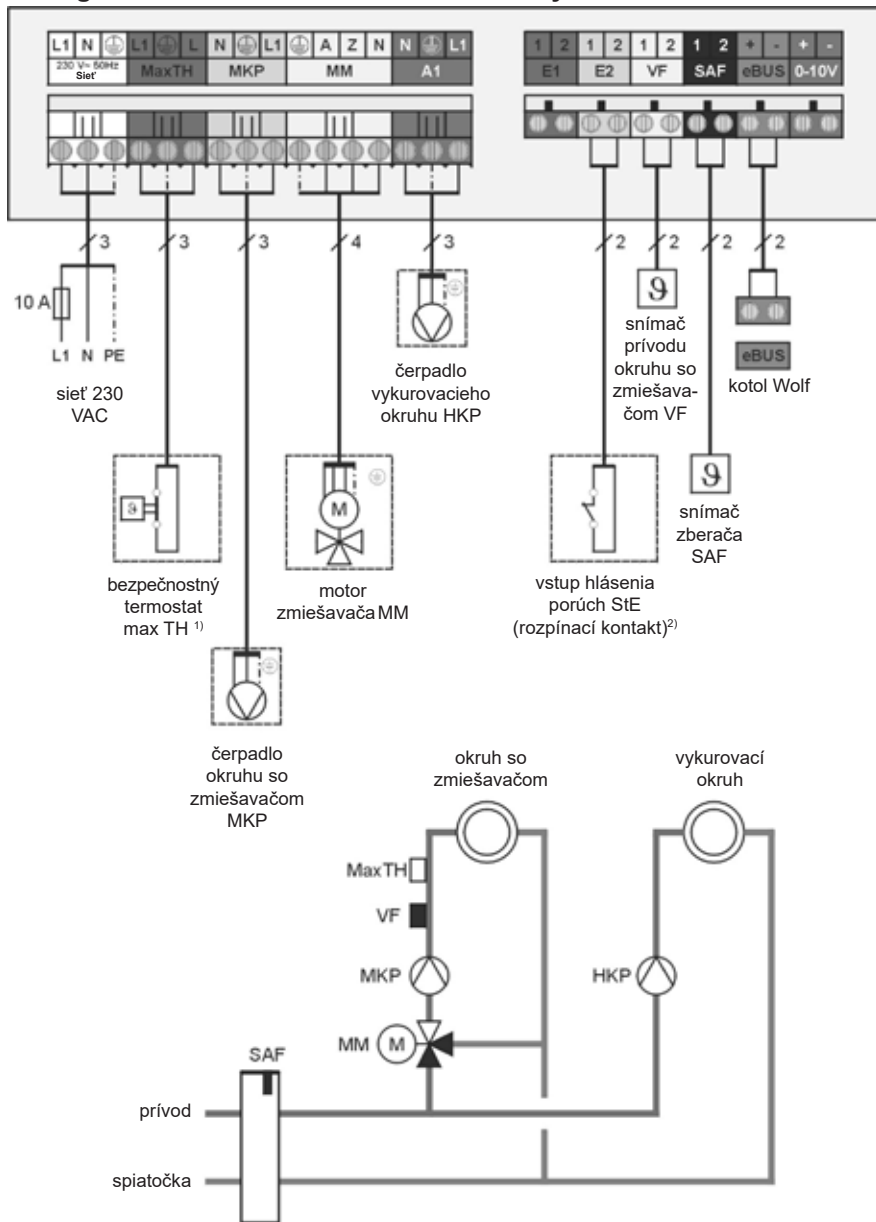 L1 N L1 L N L1 A Z N N L1
230 V~ 50Hz
Sieť
MaxTH MKP MM A1
1 2 1 2 1 2 1 2 + - + -
E1 E2 VF SAF eBUS 0-10V
3 3 3 4 3 2 2 2 2
10 A
L1 N PE
sieť 230
VAC
čerpadlo
vykurovacieho
okruhu HKP
snímač
prívodu
okruhu so
zmiešava-
čom VF
eBUS
kotol Wolf
bezpečnostný
termostat
max TH 1)
M
motor
zmiešavača MM
vstup hlásenia
porúch StE
(rozpínací kontakt)2)
snímač
zberača
SAF
čerpadlo
okruhu so
zmiešavačom
MKP
okruh so
zmiešavačom
vykurovací
okruh
MaxTH
VF
MKP
HKP
MM M
SAF
prívod
spiatočka